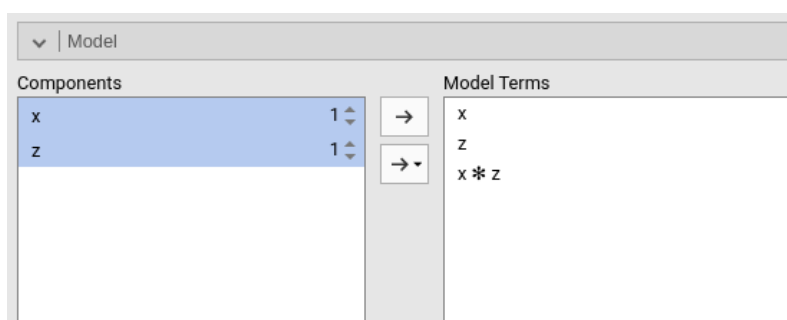 Model
Components
Model Terms
x 1
z 1
x
z
x ✻ z